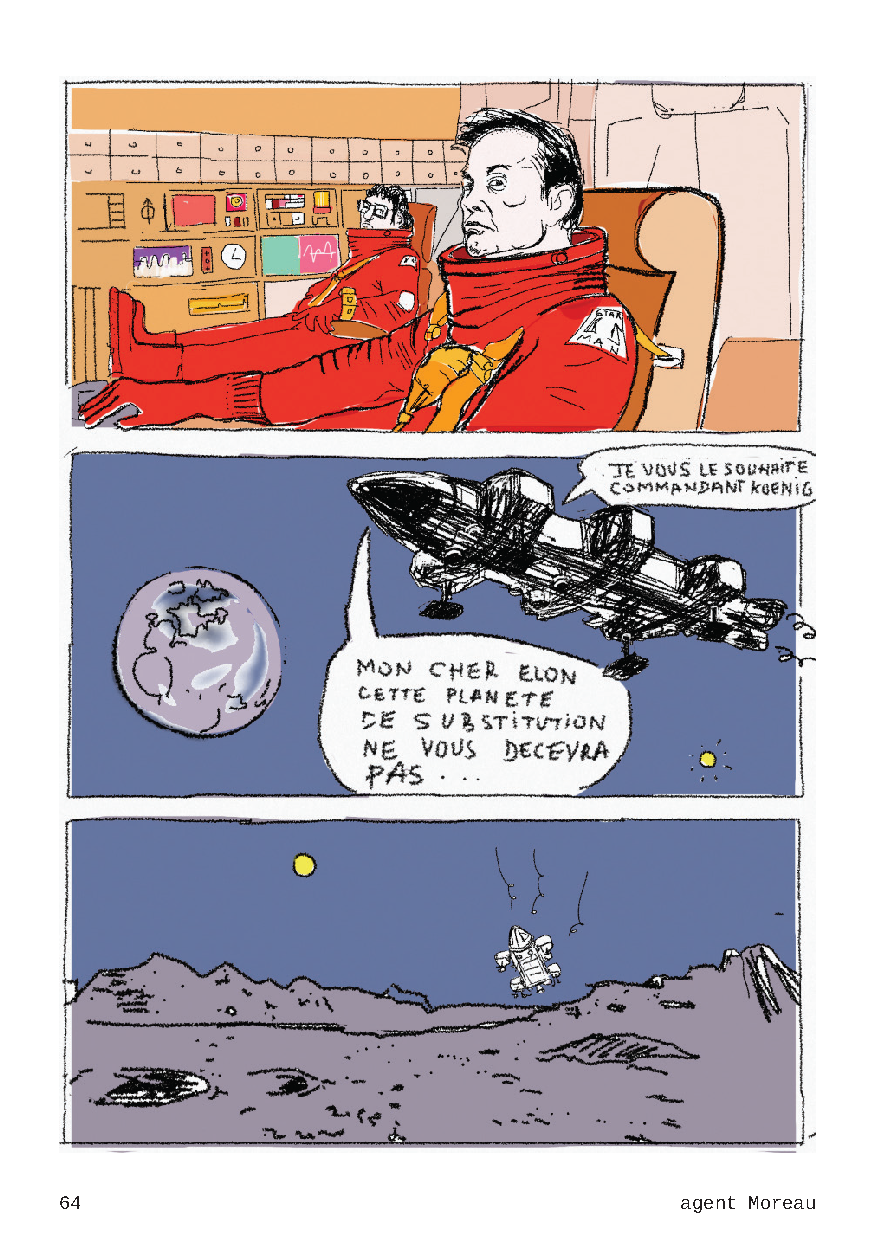 STAR
MAN
JE VOUS LE SOUHAITE
COMMANDANT KOENIG
MON CHER ELON
CETTE PLANETE
DE SUBSTITUTION
NE VOUS DECEVRA
PAS...
64
agent Moreau